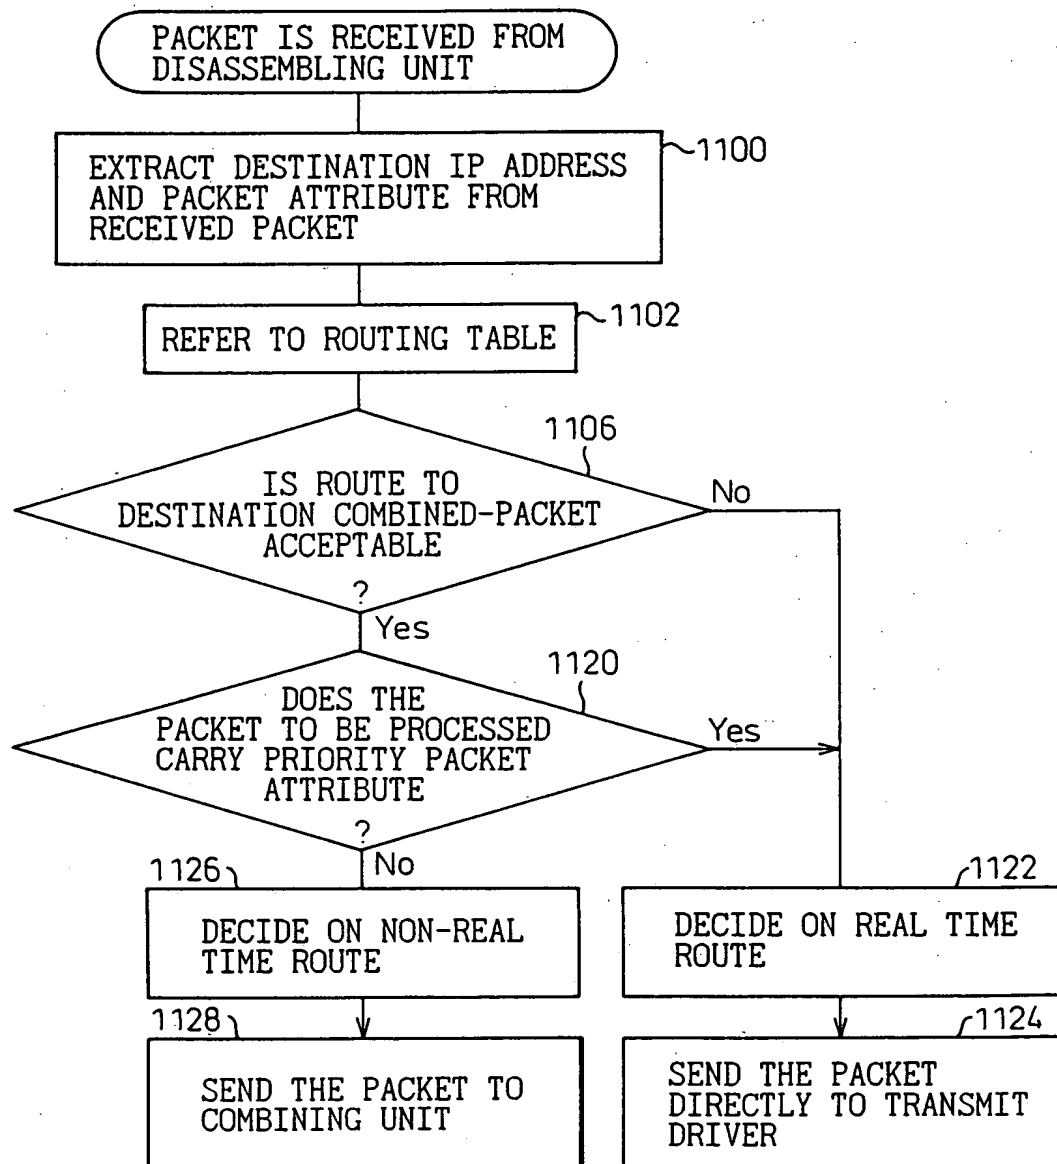 PACKET IS RECEIVED FROM
DISASSEMBLING UNIT
1100
EXTRACT DESTINATION IP ADDRESS
AND PACKET ATTRIBUTE FROM
RECEIVED PACKET
1102
REFER TO ROUTING TABLE
1106
IS ROUTE TO
DESTINATION COMBINED-PACKET
ACCEPTABLE
?
No
Yes
1120
DOES THE
PACKET TO BE PROCESSED
CARRY PRIORITY PACKET
ATTRIBUTE
?
Yes
No
1126
DECIDE ON NON-REAL
TIME ROUTE
1122
DECIDE ON REAL TIME
ROUTE
1128
SEND THE PACKET TO
COMBINING UNIT
1124
SEND THE PACKET
DIRECTLY TO TRANSMIT
DRIVER